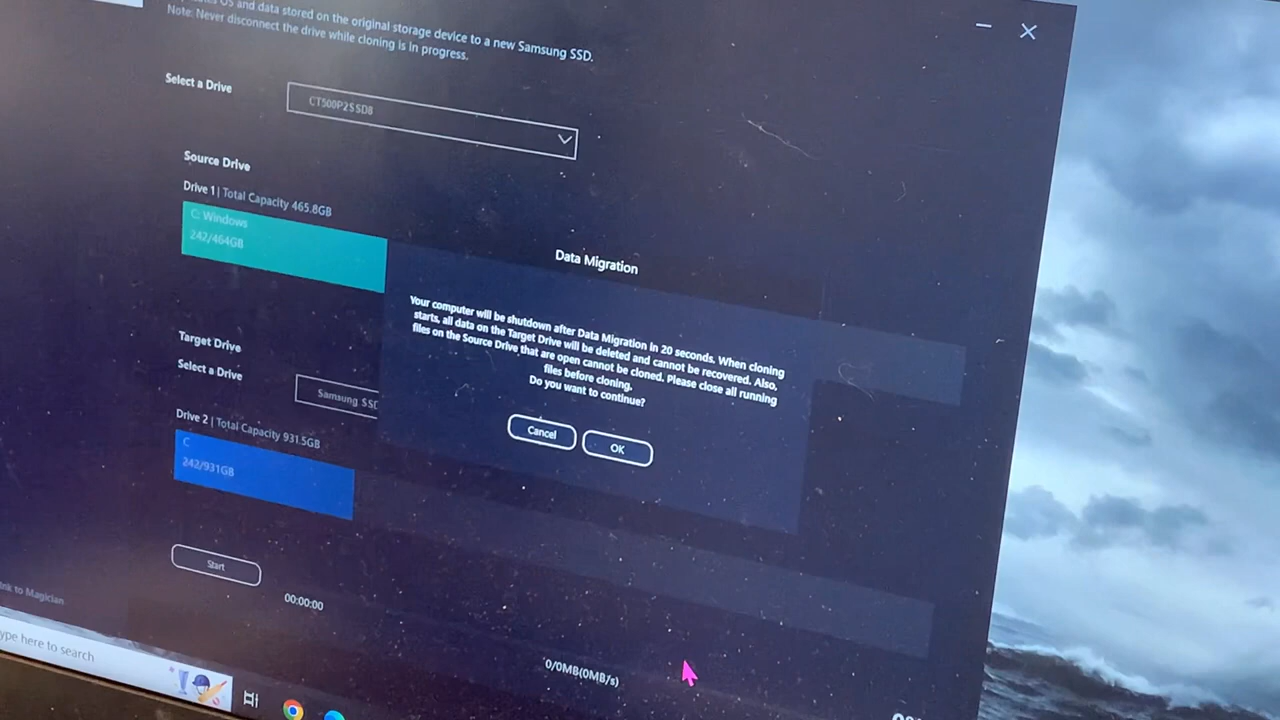 OS and data stored on the original storage device to a new Samsung SSD.
Note: Never disconnect the drive while cloning is in progress.
Select a Drive
CT500P2SSD8
Source Drive
Drive 1 | Total Capacity 465.8GB
C: Windows
242/464GB
Data Migration
Your computer will be shutdown after Data Migration in 20 seconds. When cloning
starts, all data on the Target Drive will be deleted and cannot be recovered. Also,
files on the Source Drive that are open cannot be cloned. Please close all running
files before cloning.
Do you want to continue?
Cancel
OK
Target Drive
Select a Drive
Samsung SSD
Drive 2 | Total Capacity 931.5GB
C
242/931GB
Start
00:00:00
to Magician
0/0MB(0MB/s)
ype here to search